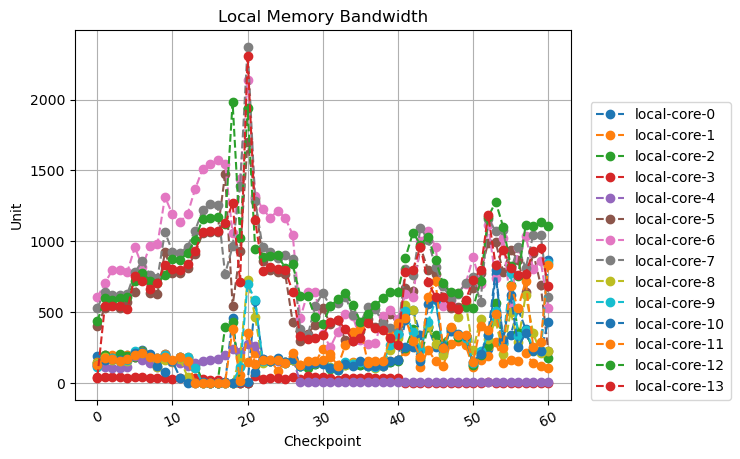 Local Memory Bandwidth
Unit
2000
1500
1000
500
0
0
10
20
30
40
50
60
Checkpoint
local-core-0
local-core-1
local-core-2
local-core-3
local-core-4
local-core-5
local-core-6
local-core-7
local-core-8
local-core-9
local-core-10
local-core-11
local-core-12
local-core-13